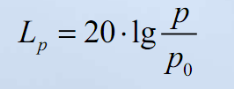 L_p = 20 · lg p/p_0